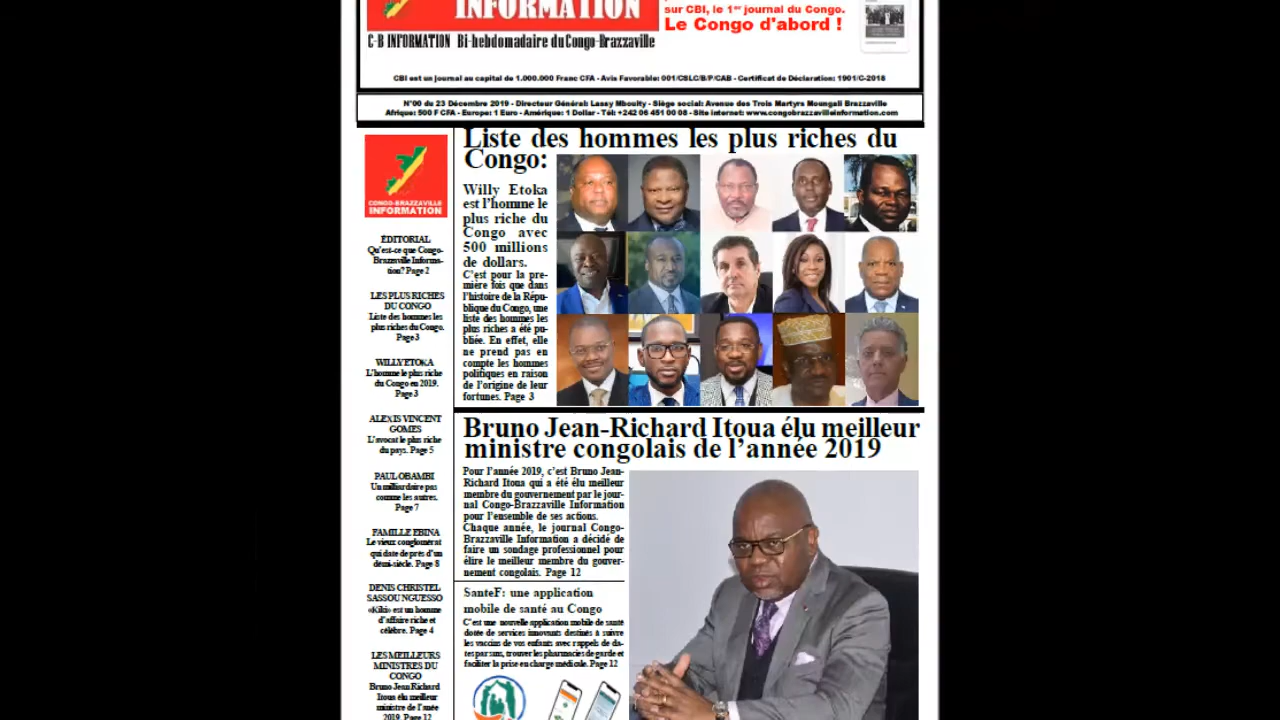 INFORMATION
sur CBI, le 1er journal du Congo.
Le Congo d'abord !
C-B INFORMATION Bi-hebdomadaire du Congo-Brazzaville
CBI est un journal au capital de 1.000.000 Franc CFA - Avis Favorable: 001/CSLC/B/P/CAB - Certificat de Déclaration: 1901/C-2018
N°00 du 23 Décembre 2019 - Directeur Général: Lassy Mbouity - Siège social: Avenue des Trois Martyrs Moungali Brazzaville
Afrique: 500 F CFA - Europe: 1 Euro - Amérique: 1 Dollar - Tél: +242 06 451 00 08 - Site internet: www.congobrazzavilleinformation.com
CONGO-BRAZZAVILLE
INFORMATION
ÉDITORIAL
Qu'est-ce que Congo-
Brazzaville Informa-
tion? Page 2
LES PLUS RICHES
DU CONGO
Liste des hommes les
plus riches du Congo.
Page 3
WILLY ETOKA
L'homme le plus riche
du Congo en 2019.
Page 3
ALEXIS VINCENT
GOMES
L'avocat le plus riche
du pays. Page 5
PAUL OBAMBI
Un milliardaire pas
comme les autres.
Page 7
FAMILLE EBINA
Le vieux conglomérat
qui date de près d'un
démi-siècle. Page 8
DENIS CHRISTEL
SASSOU NGUESSO
«Kiki» est un homme
d'affaire riche et
célèbre. Page 4
LES MEILLEURS
MINISTRES DU
CONGO
Bruno Jean Richard
Itoua élu meilleur
ministre de l'anée
2019. Page 12
Liste des hommes les plus riches du
Congo:
Willy Etoka
est l'homme le
plus riche du
Congo avec
500 millions
de dollars.
C'est pour la pre-
mière fois que dans
l'histoire de la Répu-
blique du Congo, une
liste des hommes les
plus riches a été pu-
bliée. En effet, elle
ne prend pas en
compte les hommes
politiques en raison
de l'origine de leur
fortunes. Page 3
Bruno Jean-Richard Itoua élu meilleur
ministre congolais de l'année 2019
Pour l'année 2019, c'est Bruno Jean-
Richard Itoua qui a été élu meilleur
membre du gouvernement par le jour-
nal Congo-Brazzaville Information
pour l'ensemble de ses actions.
Chaque année, le journal Congo-
Brazzaville Information a décidé de
faire un sondage professionnel pour
élire le meilleur membre du gouver-
nement congolais. Page 12
SanteF: une application
mobile de santé au Congo
C'est une nouvelle application mobile de santé
dotée de services innovants destinés à suivre
les vaccins de vos enfants avec rappels de da-
tes par sms, trouver les pharmacies de garde et
faciliter la prise en charge médicale. Page 12